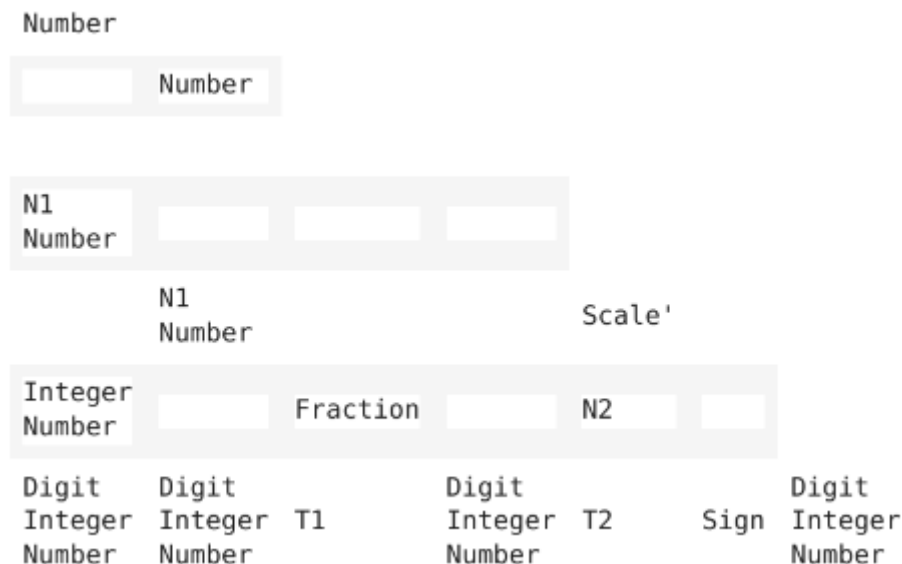 Number
Number
N1
Number
N1
Number
Scale'
Integer
Number
Fraction
N2
Digit Digit Digit Digit
Integer Integer T1 Integer T2 Sign Integer
Number Number Number Number